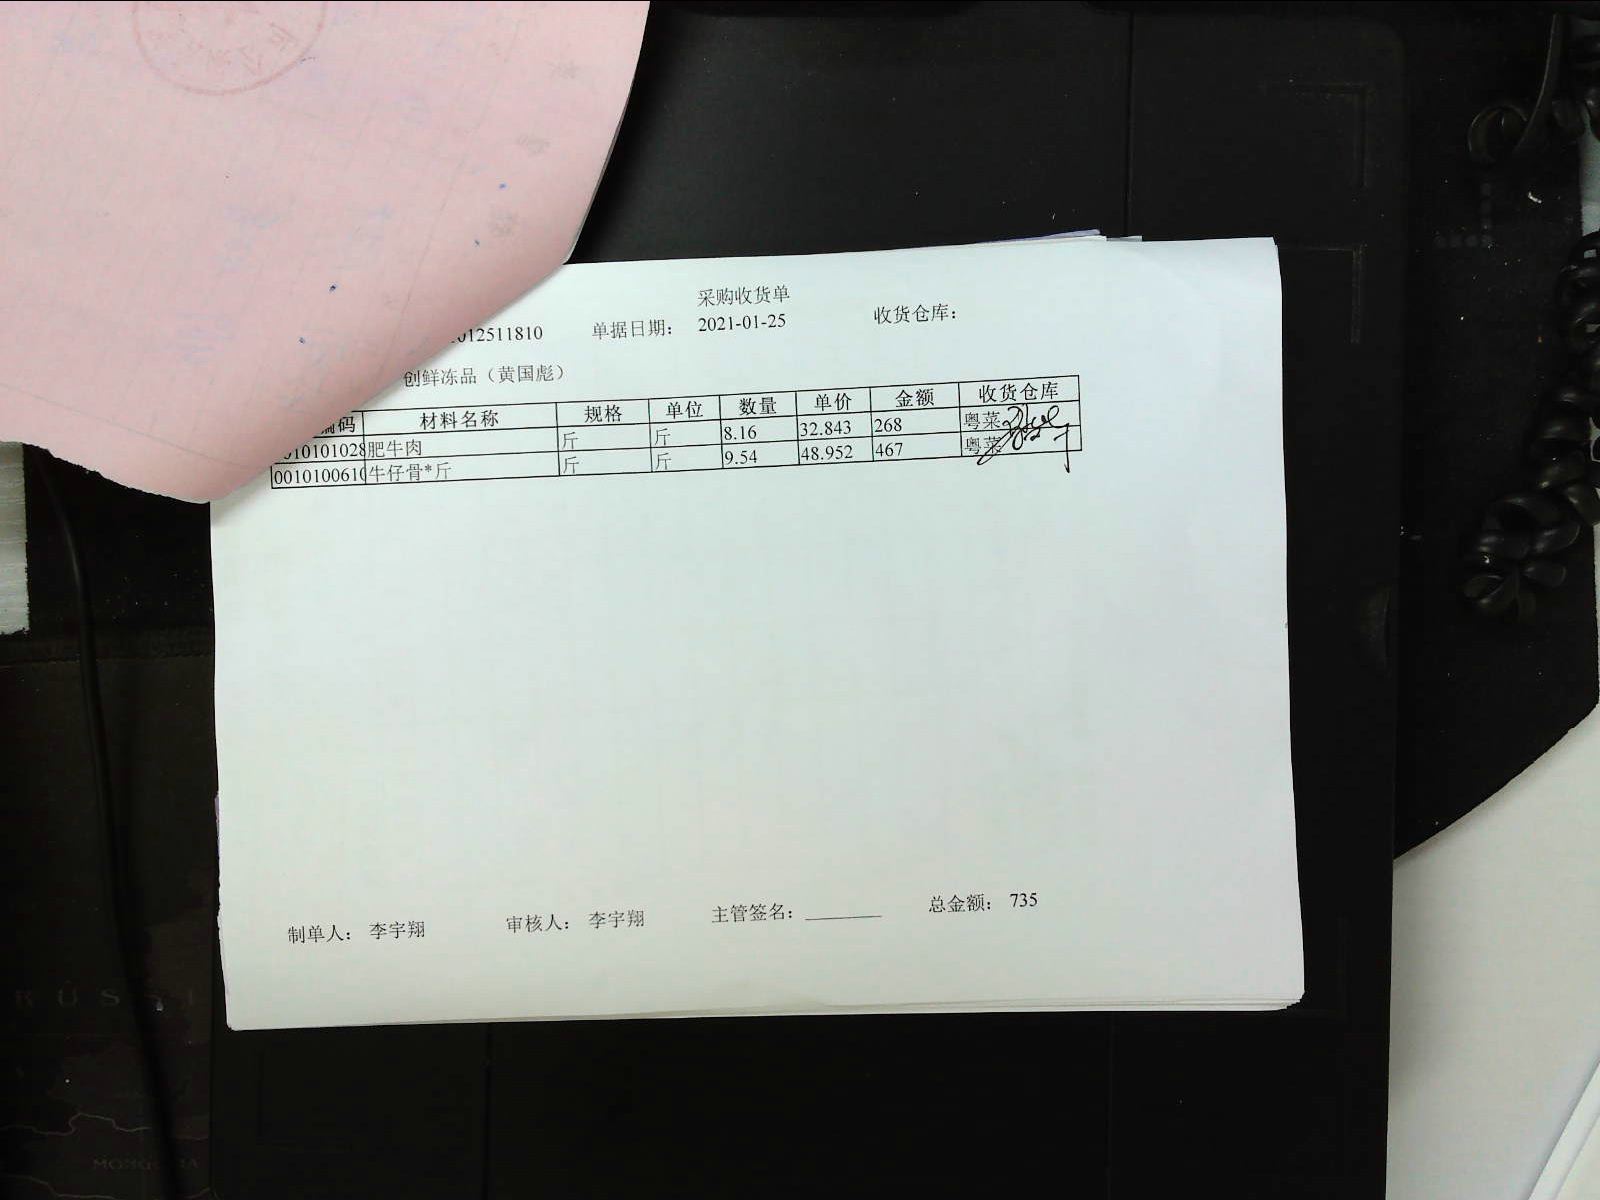 采购收货单
012511810 单据日期: 2021-01-25 收货仓库:
创鲜冻品（黄国彪）
编码 材料名称 规格 单位 数量 单价 金额 收货仓库
010101028 肥牛肉 斤 斤 8.16 32.843 268 粤菜
001010061 牛仔骨*斤 斤 斤 9.54 48.952 467 粤菜
制单人: 李宇翔 审核人: 李宇翔 主管签名: 总金额: 735